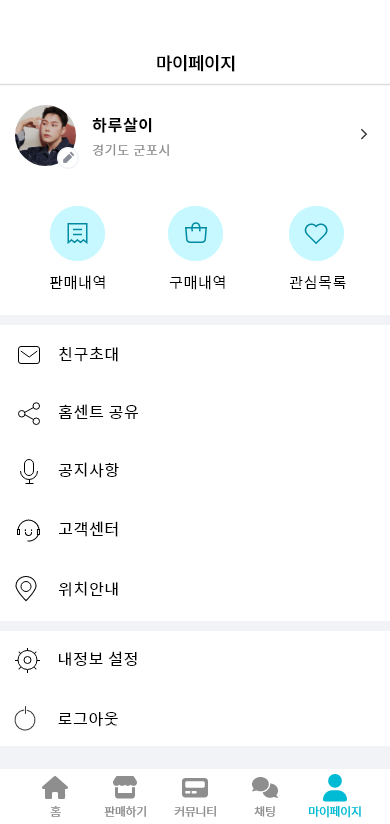 마이페이지
하루살이
경기도 군포시
판매내역 구매내역 관심목록
친구초대
홈센트 공유
공지사항
고객센터
위치안내
내정보 설정
로그아웃
홈 판매하기 커뮤니티 채팅 마이페이지